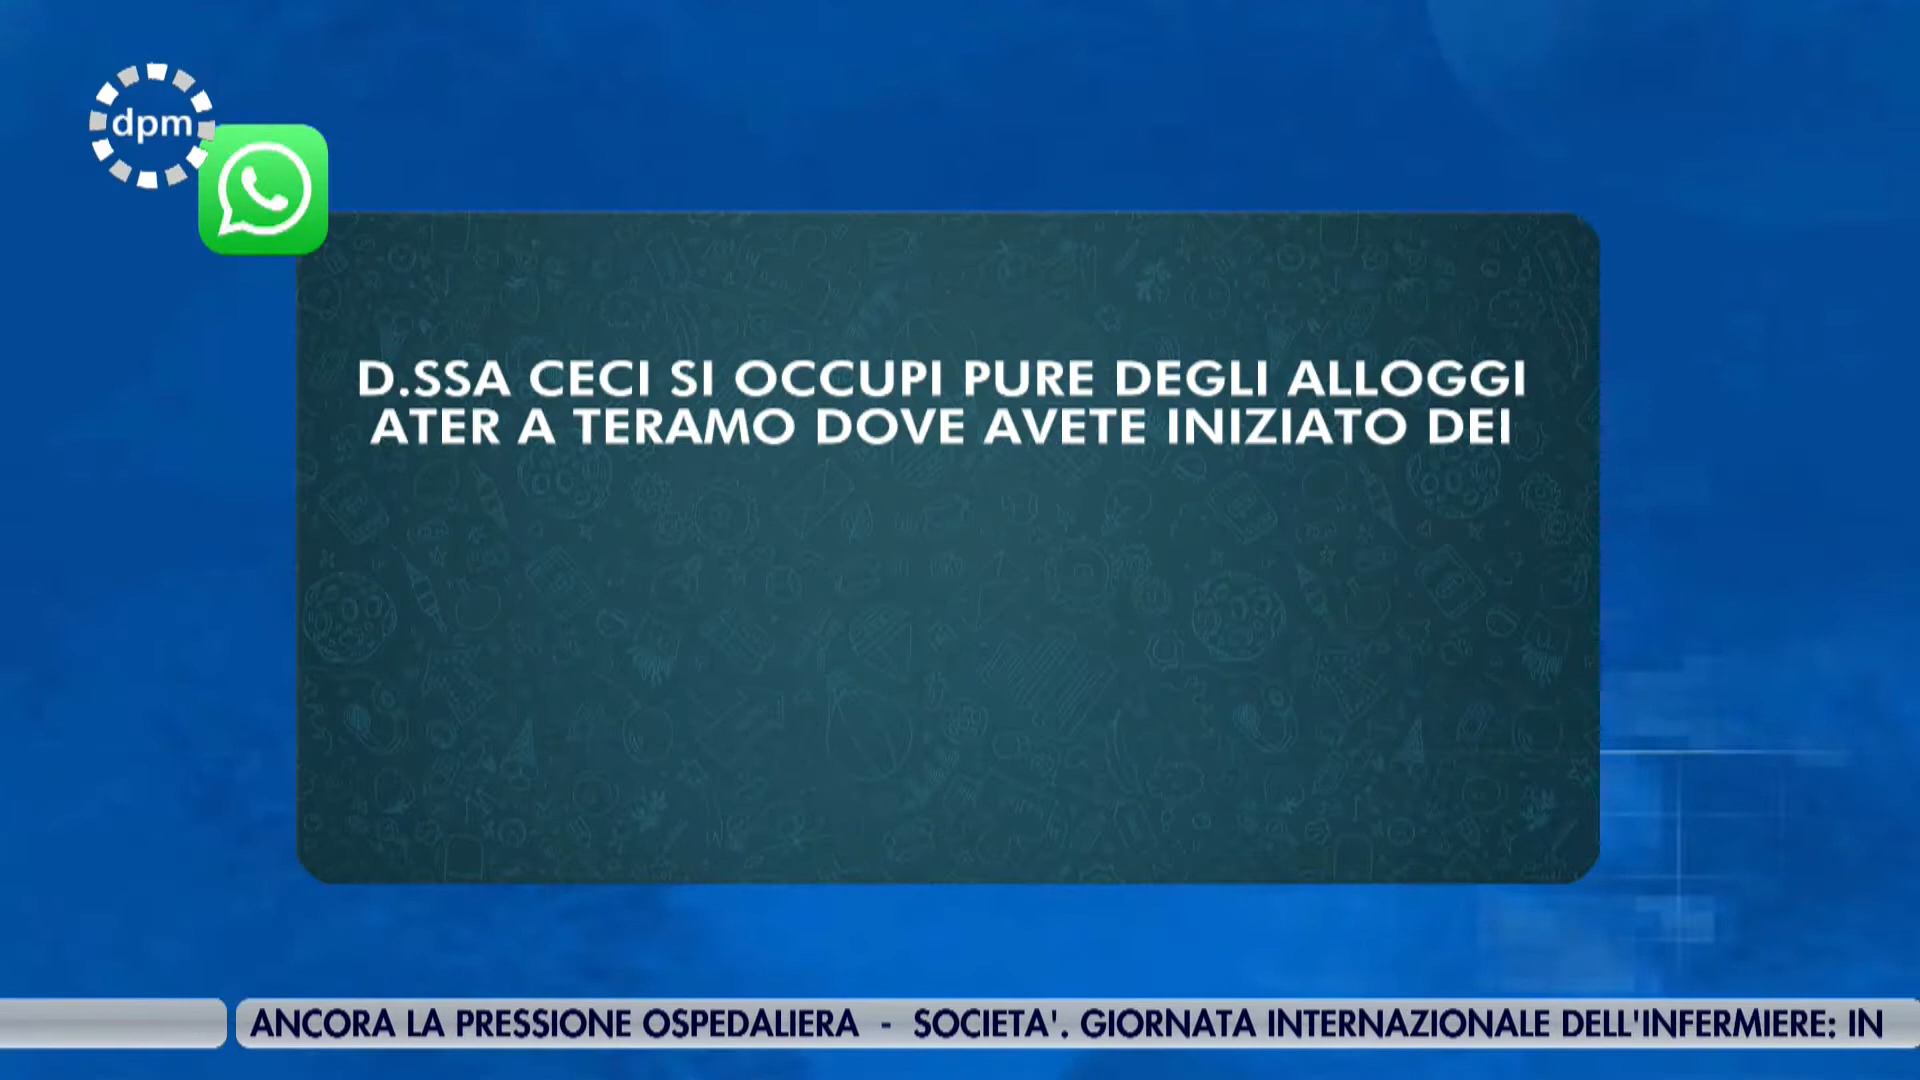 dpm
D.SSA CECI SI OCCUPI PURE DEGLI ALLOGGI
ATER A TERAMO DOVE AVETE INIZIATO DEI
ANCORA LA PRESSIONE OSPEDALIERA - SOCIETA'. GIORNATA INTERNAZIONALE DELL'INFERMIERE: IN